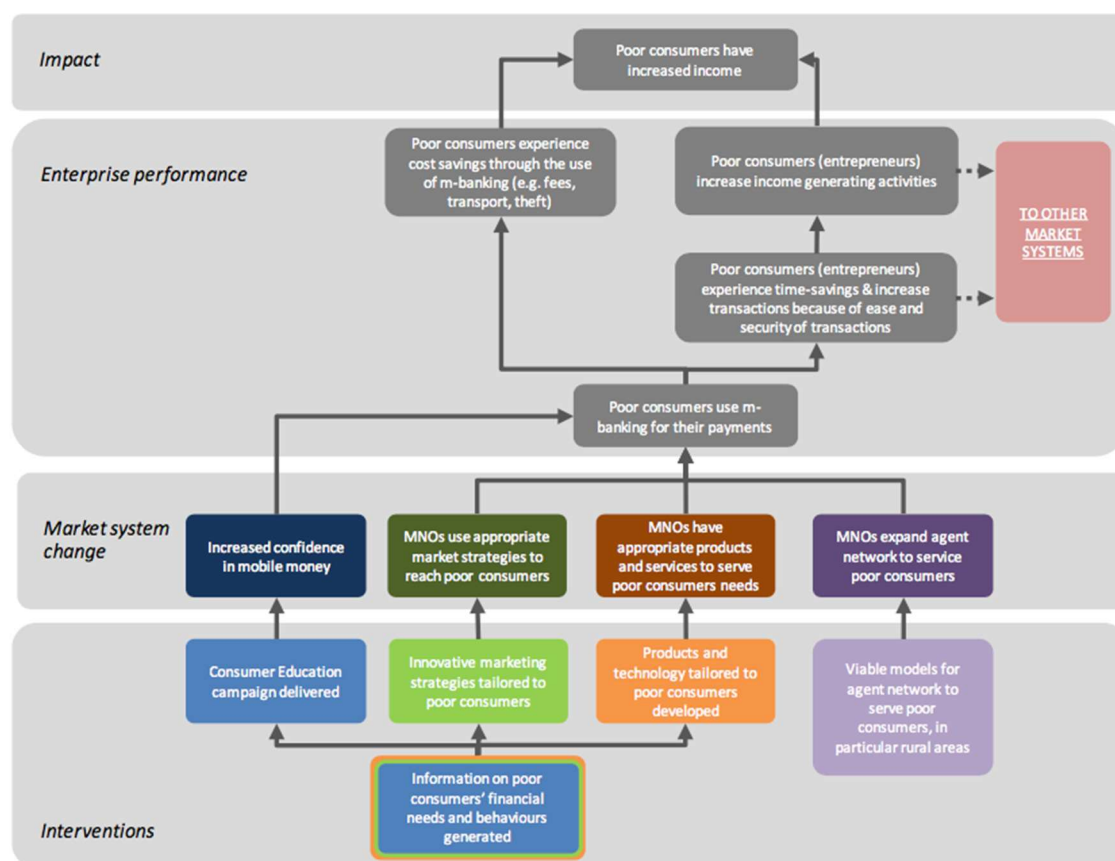 Impact
Poor consumers have
increased income
Enterprise performance
Poor consumers experience
cost savings through the use
of m-banking (e.g. fees,
transport, theft)
Poor consumers (entrepreneurs)
increase income generating activities
TO OTHER
MARKET
SYSTEMS
Poor consumers (entrepreneurs)
experience time-savings & increase
transactions because of ease and
security of transactions
Poor consumers use m-
banking for their payments
Market system
change
Increased confidence
in mobile money
MNOs use appropriate
market strategies to
reach poor consumers
MNOs have
appropriate products
and services to serve
poor consumers needs
MNOs expand agent
network to service
poor consumers
Consumer Education
campaign delivered
Innovative marketing
strategies tailored to
poor consumers
Products and
technology tailored to
poor consumers
developed
Viable models for
agent network to
serve poor
consumers, in
particular rural areas
Information on poor
consumers’ financial
needs and behaviours
generated
Interventions